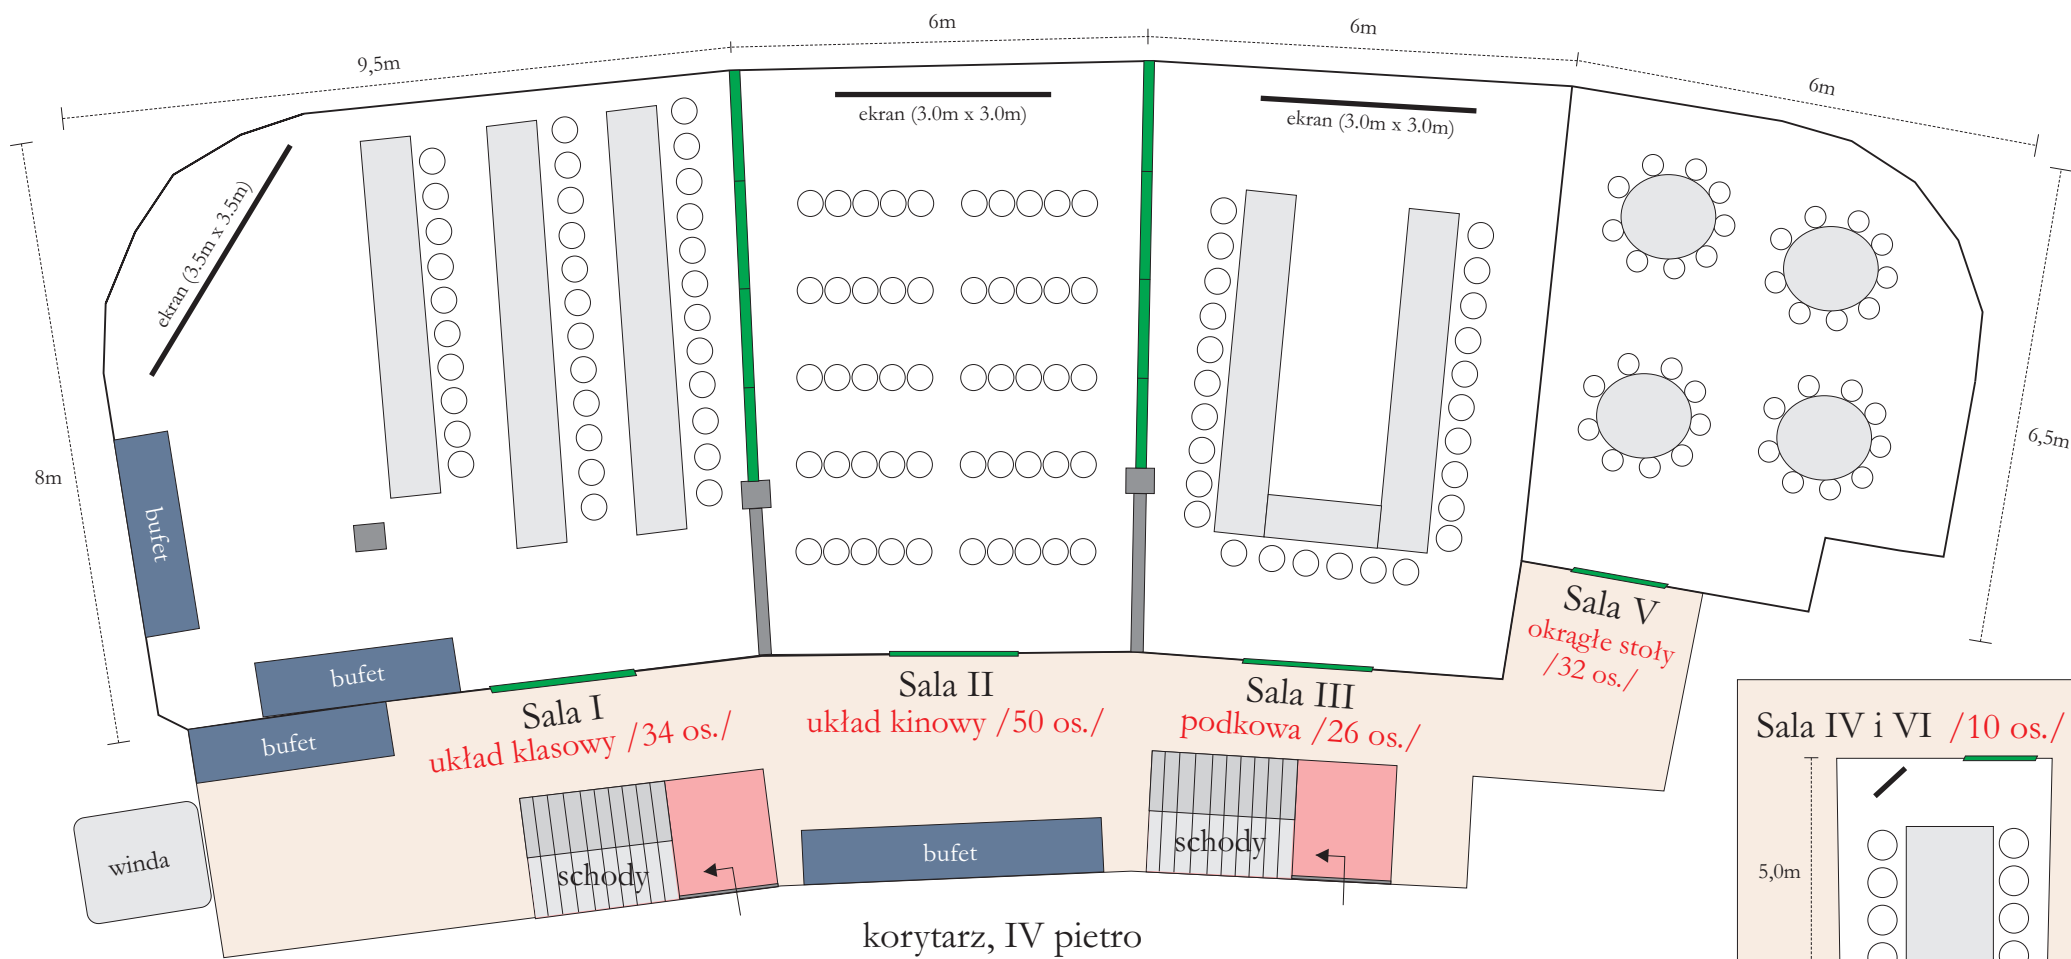 9,5m
6m
6m
6m
ekran (3.5m x 3.5m)
ekran (3.0m x 3.0m)
ekran (3.0m x 3.0m)
8m
6,5m
bufet
bufet
bufet
Sala I
układ klasowy /34 os./
Sala II
układ kinowy /50 os./
Sala III
podkowa /26 os./
Sala V
okrągłe stoły
/32 os./
Sala IV i VI /10 os./
5,0m
winda
schody
bufet
schody
korytarz, IV pietro